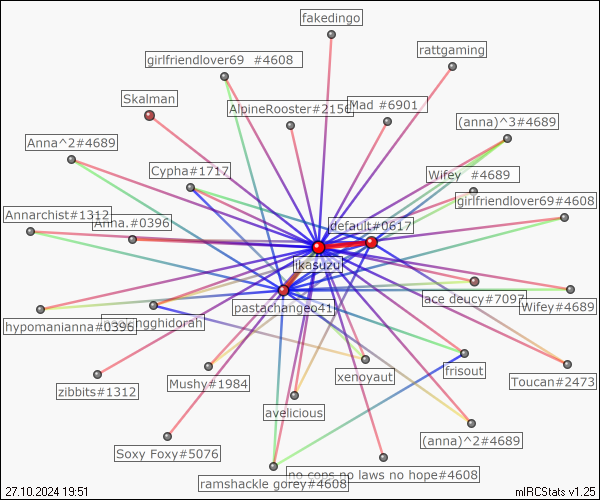 fakedingo
rattgaming
girlfriendlover69 #4608
Skalman
AlpineRooster#215
Mad #6901
(anna)^3#4689
Anna^2#4689
Cypha#1717
Wifey #4689
girlfriendlover69#4608
Annarchist#1312
Anna.#0396
default#0617
ikasuzu
pastachangeo41
ace deucy#7097
Wifey#4689
hypomanianna#0396
ghidorah
xenoyaut
frisout
Toucan#2473
zibbits#1312
Mushy#1984
avelicious
(anna)^2#4689
Soxy Foxy#5076
ramshackle gorey#4608
no cops no laws no hope#4608
27.10.2024 19:51
mIRCStats v1.25